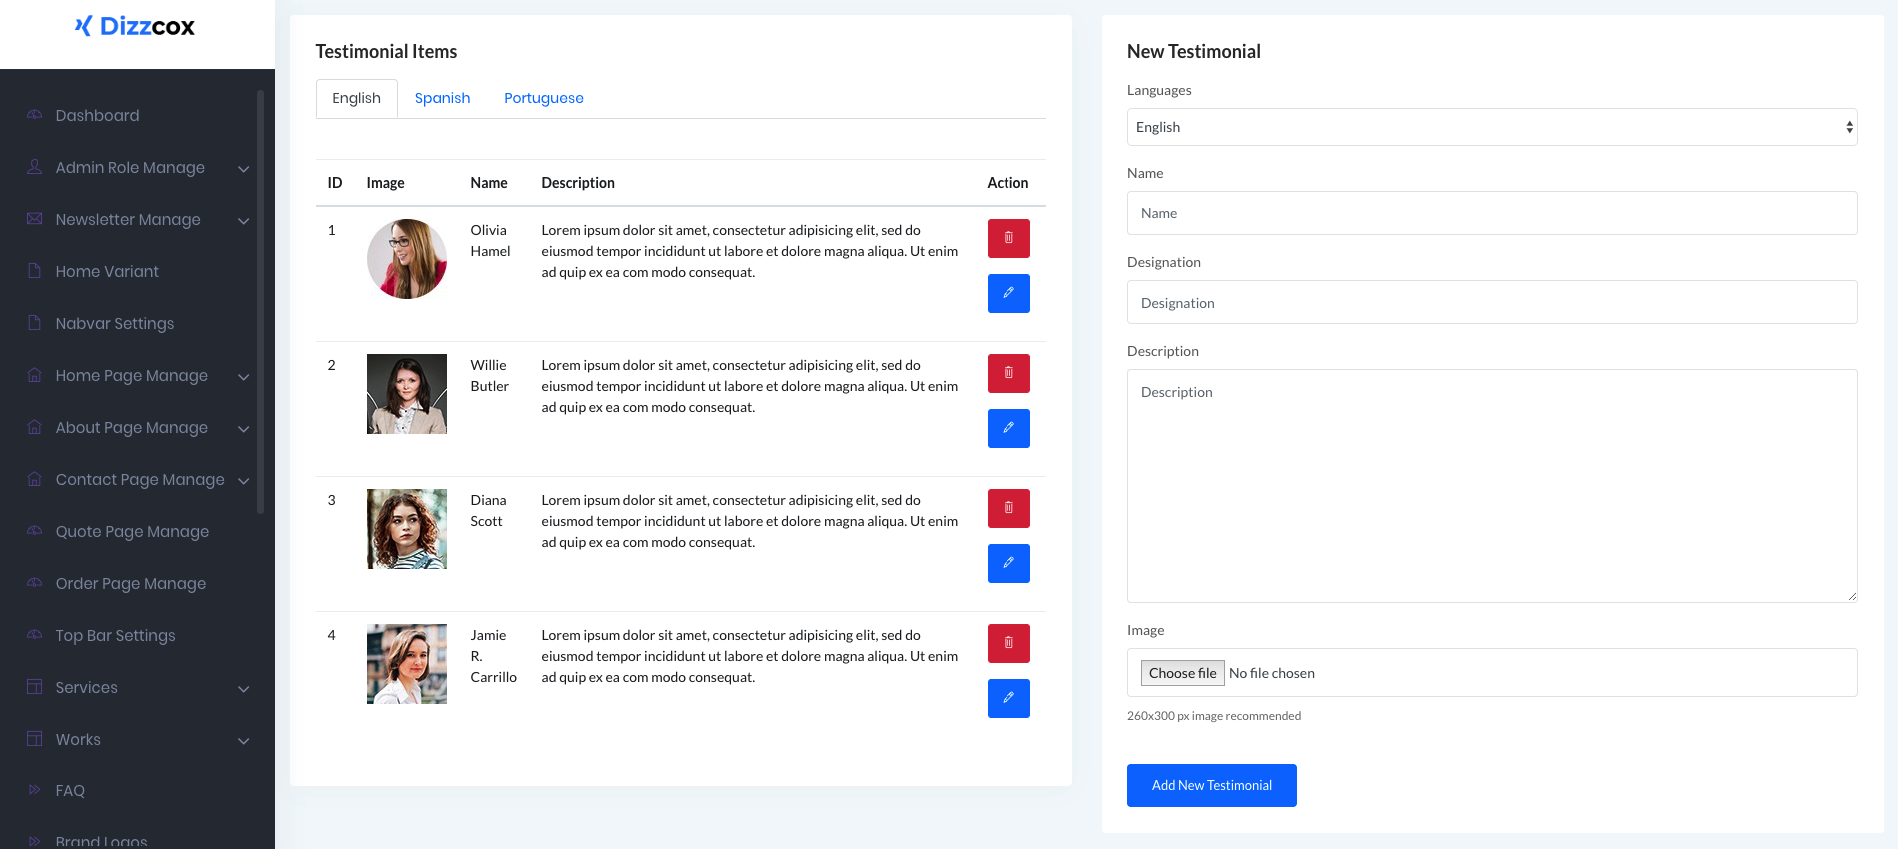 Dizzcox
Dashboard
Admin Role Manage
Newsletter Manage
Home Variant
Nabvar Settings
Home Page Manage
About Page Manage
Contact Page Manage
Quote Page Manage
Order Page Manage
Top Bar Settings
Services
Works
FAQ
Brand Logos
Testimonial Items
English Spanish Portuguese
ID Image Name Description Action
1 Olivia Lorem ipsum dolor sit amet, consectetur adipisicing elit, sed do
Hamel eiusmod tempor incididunt ut labore et dolore magna aliqua. Ut enim
ad quip ex ea com modo consequat.
2 Willie Lorem ipsum dolor sit amet, consectetur adipisicing elit, sed do
Butler eiusmod tempor incididunt ut labore et dolore magna aliqua. Ut enim
ad quip ex ea com modo consequat.
3 Diana Lorem ipsum dolor sit amet, consectetur adipisicing elit, sed do
Scott eiusmod tempor incididunt ut labore et dolore magna aliqua. Ut enim
ad quip ex ea com modo consequat.
4 Jamie Lorem ipsum dolor sit amet, consectetur adipisicing elit, sed do
R. eiusmod tempor incididunt ut labore et dolore magna aliqua. Ut enim
Carrillo ad quip ex ea com modo consequat.
New Testimonial
Languages
English
Name
Name
Designation
Designation
Description
Description
Image
Choose file No file chosen
260x300 px image recommended
Add New Testimonial